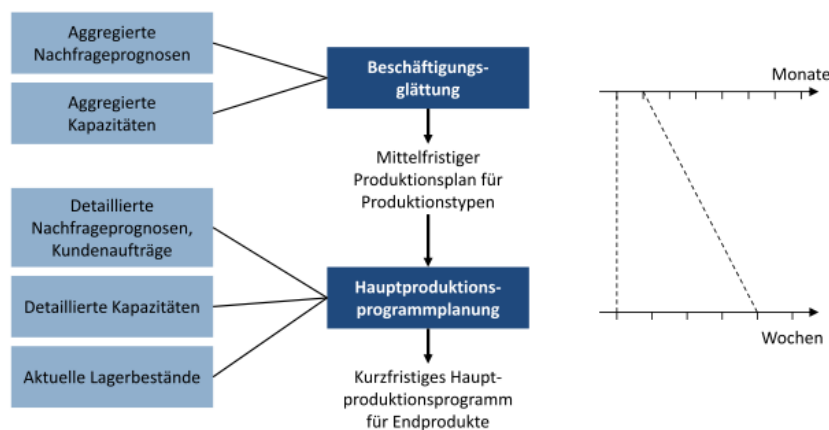 Aggregierte
Nachfrageprognosen
Aggregierte
Kapazitäten
Beschäftigungs-
glättung
Monate
Mittelfristiger
Produktionsplan für
Produktionstypen
Detaillierte
Nachfrageprognosen,
Kundenaufträge
Detaillierte Kapazitäten
Aktuelle Lagerbestände
Hauptproduktions-
programmplanung
Wochen
Kurzfristiges Haupt-
produktionsprogramm
für Endprodukte